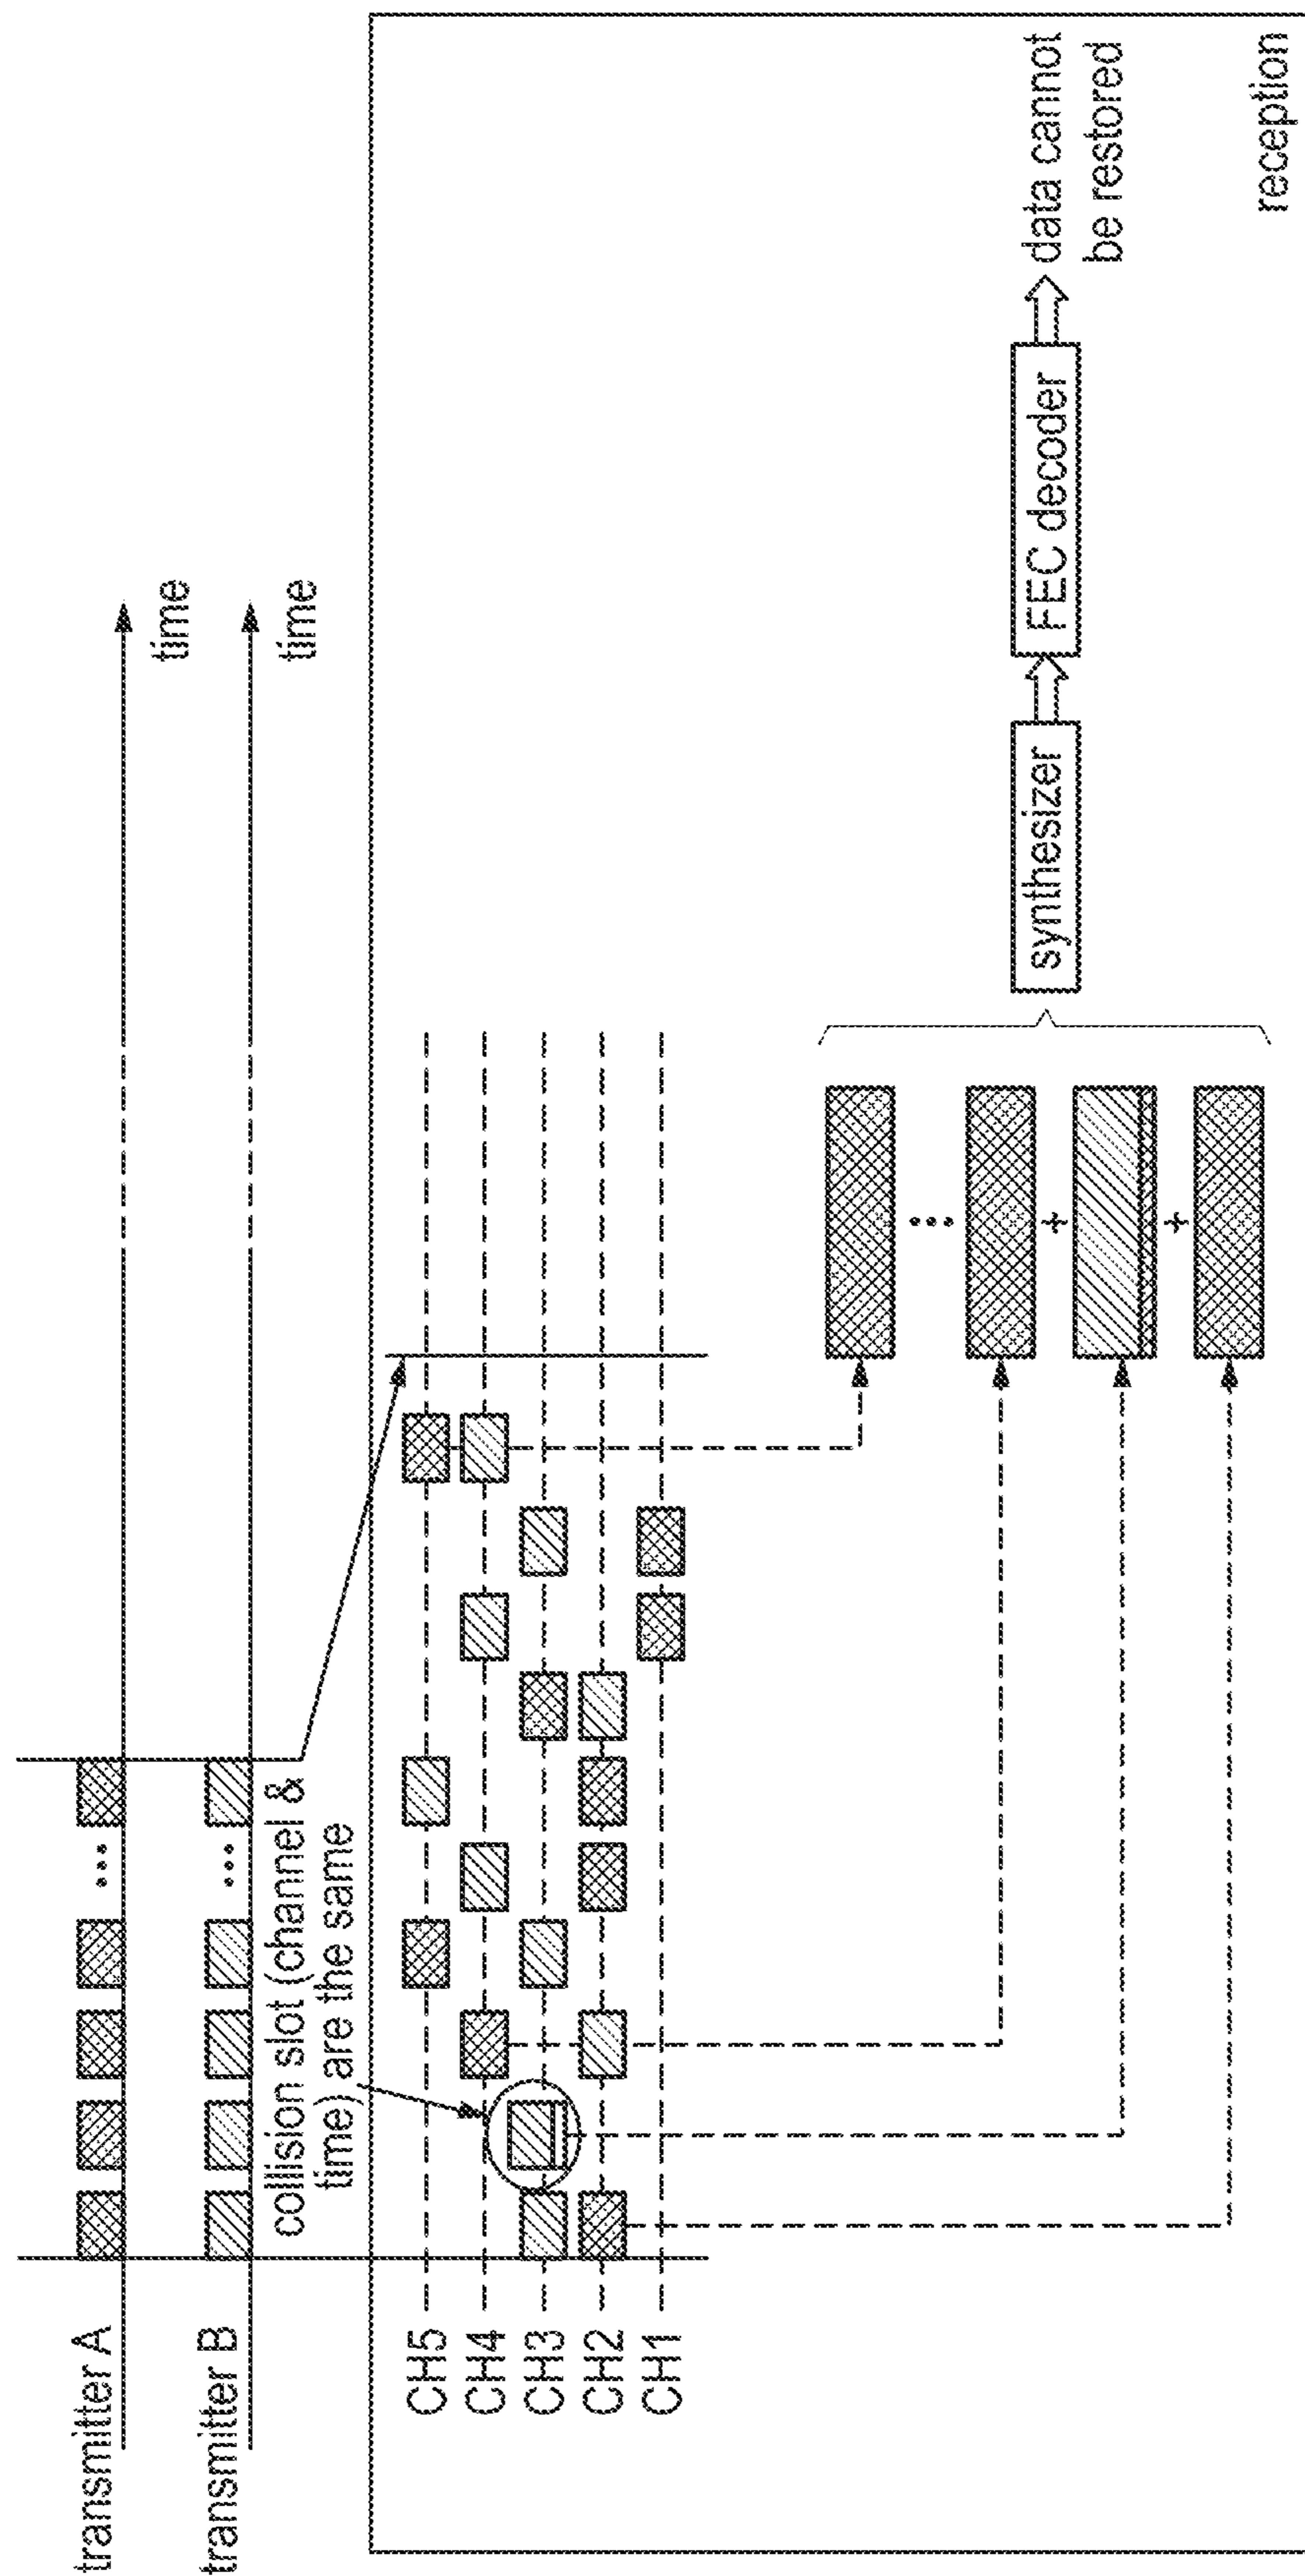 transmitter A
time
transmitter B
time
collision slot (channel &
time) are the same
CH5
CH4
CH3
CH2
CH1
synthesizer
FEC decoder
data cannot
be restored
reception